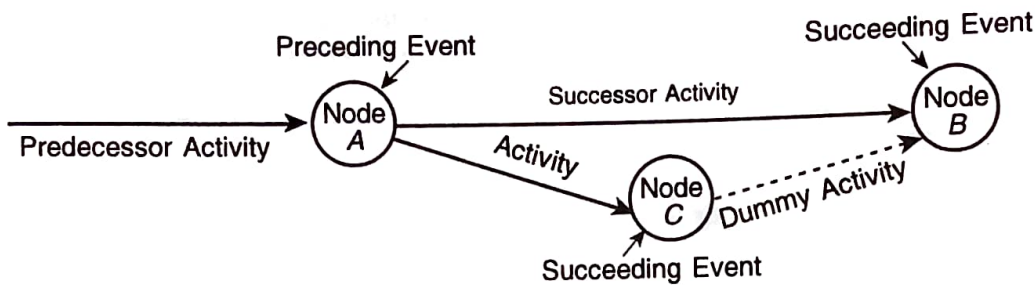 Succeeding Event
Preceding Event
Node
A
Successor Activity
Node
B
Predecessor Activity
Activity
Node
C
Dummy Activity
Succeeding Event